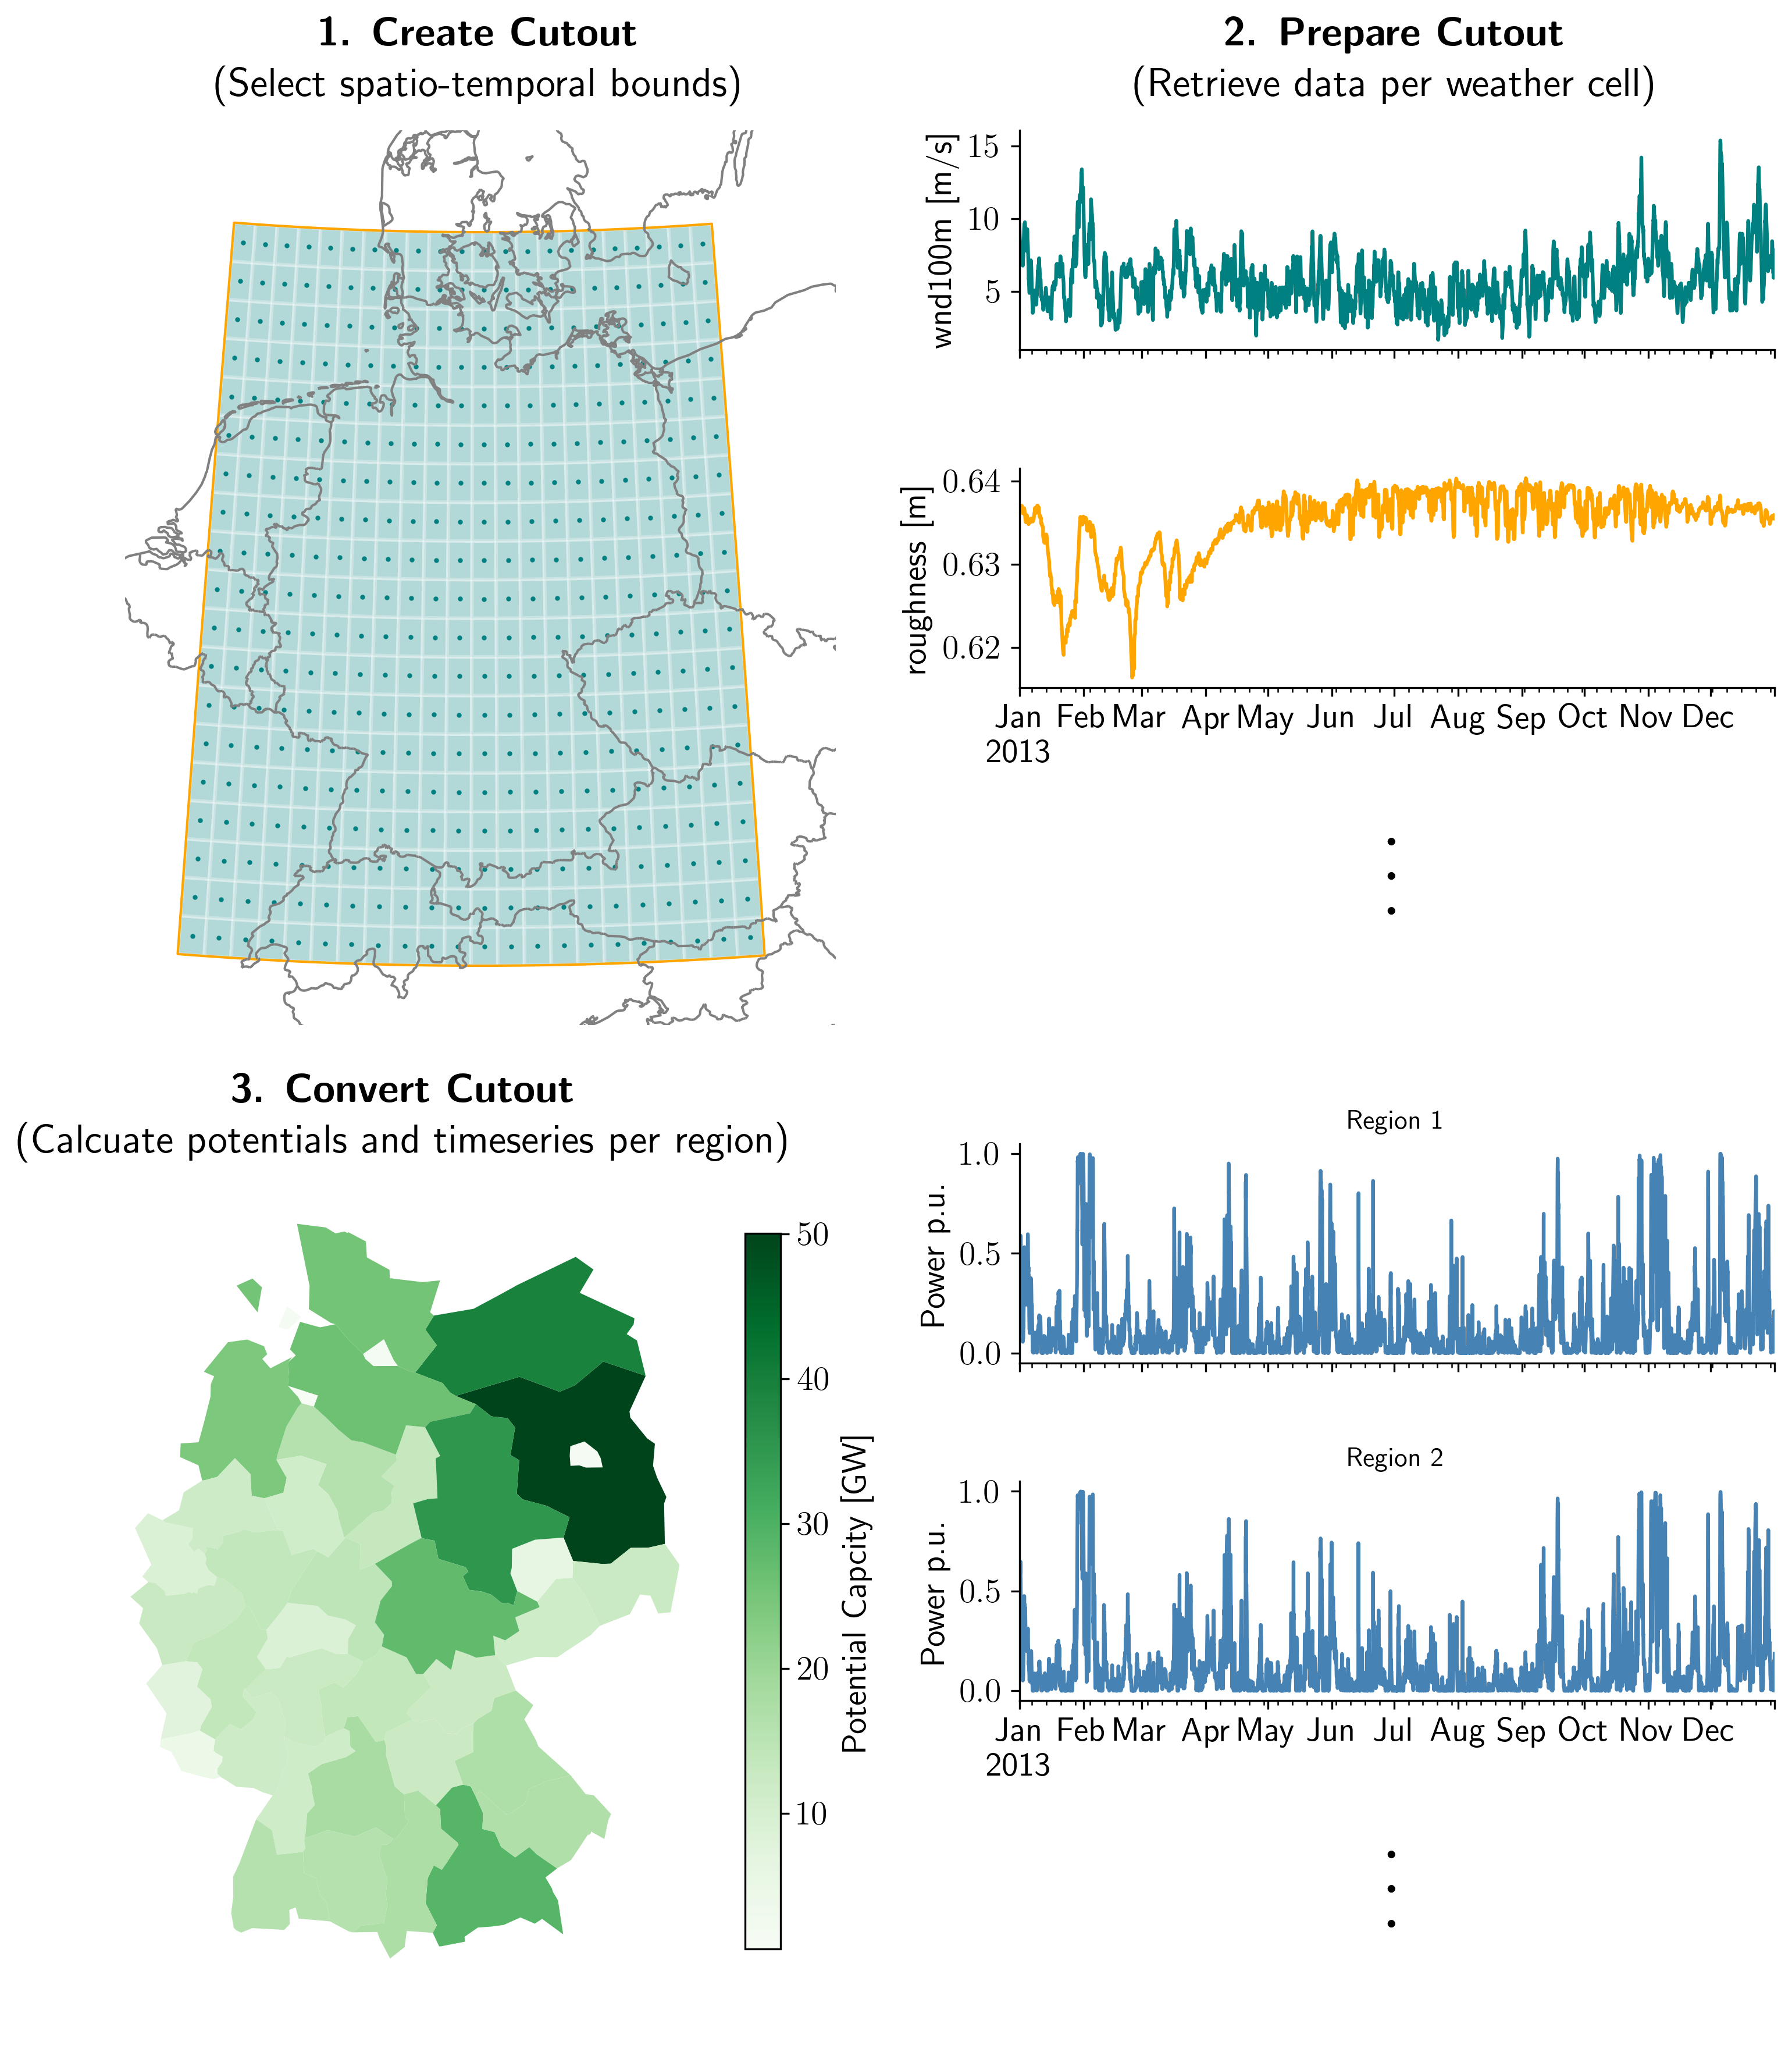 1. Create Cutout
(Select spatio-temporal bounds)
2. Prepare Cutout
(Retrieve data per weather cell)
wnd100m [m/s]
15
10
5
roughness [m]
0.64
0.63
0.62
Jan Feb Mar Apr May Jun Jul Aug Sep Oct Nov Dec
2013
3. Convert Cutout
(Calcuate potentials and timeseries per region)
50
40
30
20
10
Potential Capcity [GW]
Region 1
Power p.u.
1.0
0.5
0.0
Region 2
Power p.u.
1.0
0.5
0.0
Jan Feb Mar Apr May Jun Jul Aug Sep Oct Nov Dec
2013